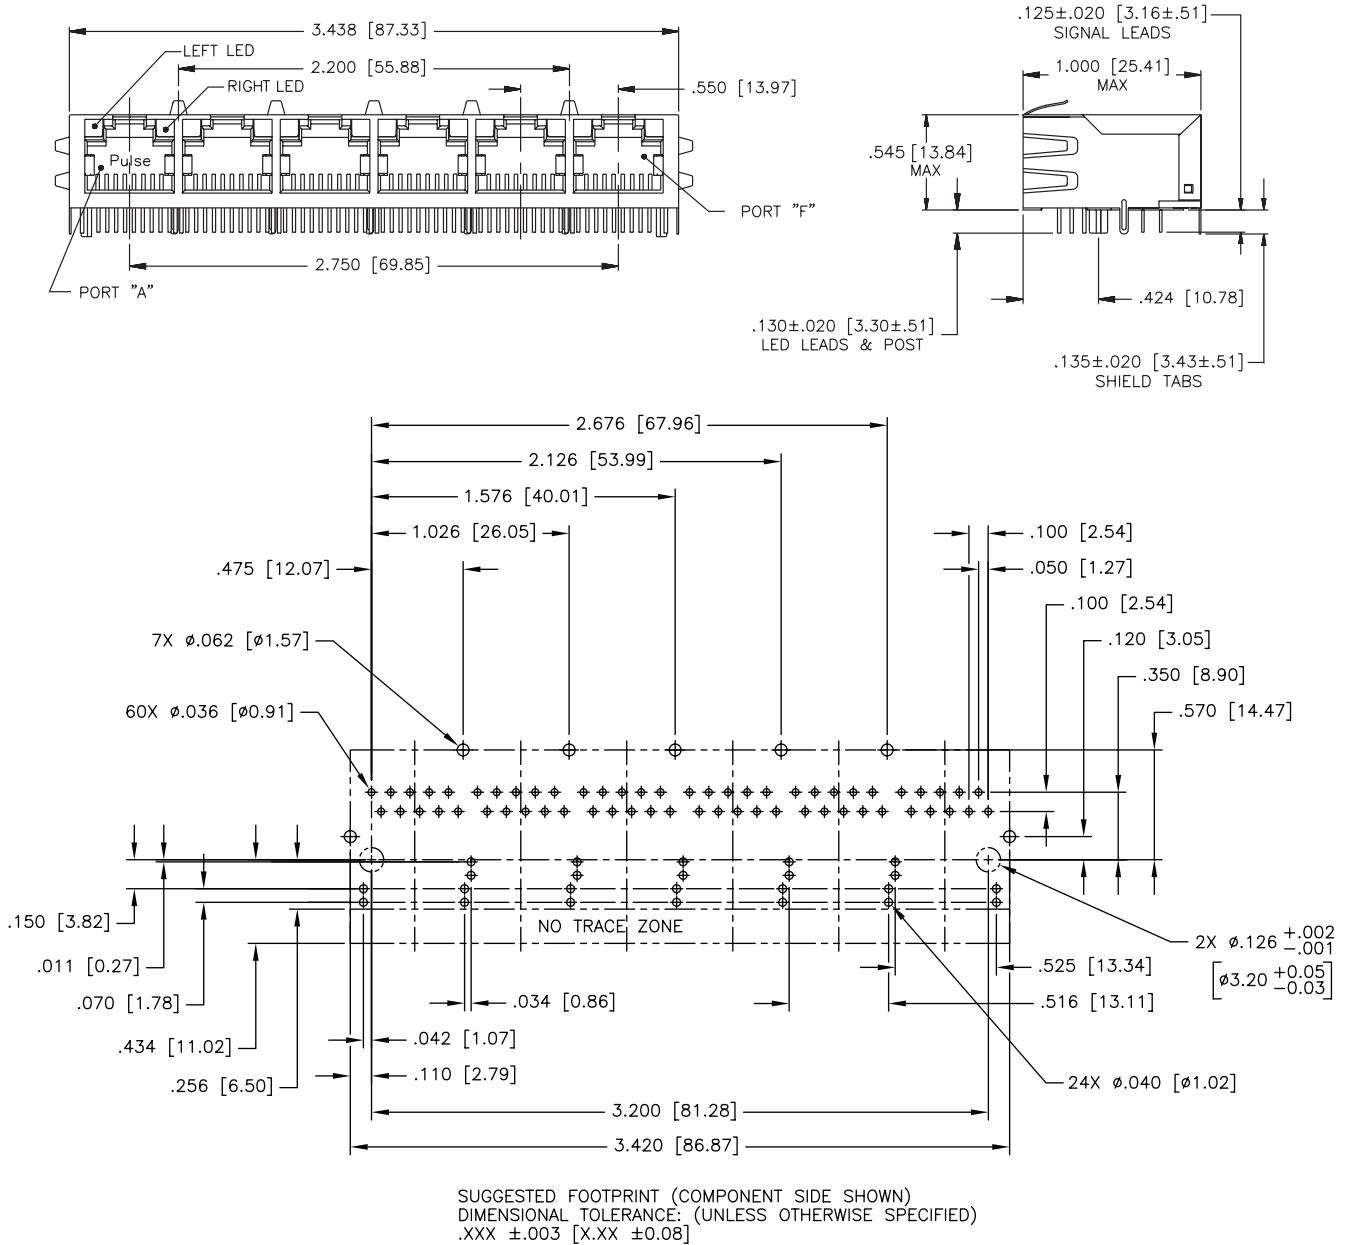 3.438 [87.33]
LEFT LED
2.200 [55.88]
RIGHT LED
.550 [13.97]
Pulse
PORT "F"
2.750 [69.85]
PORT "A"
.125±.020 [3.16±.51]
SIGNAL LEADS
1.000 [25.41]
MAX
.545 [13.84]
MAX
.424 [10.78]
.130±.020 [3.30±.51]
LED LEADS & POST
.135±.020 [3.43±.51]
SHIELD TABS
2.676 [67.96]
2.126 [53.99]
1.576 [40.01]
1.026 [26.05]
.100 [2.54]
.475 [12.07]
.050 [1.27]
.100 [2.54]
7X ø.062 [ø1.57]
.120 [3.05]
.350 [8.90]
60X ø.036 [ø0.91]
.570 [14.47]
NO TRACE ZONE
.150 [3.82]
2X ø.126 +.002 -.001
[ø3.20 +0.05 -0.03]
.011 [0.27]
.525 [13.34]
.070 [1.78]
.034 [0.86]
.516 [13.11]
.434 [11.02]
.042 [1.07]
.256 [6.50]
.110 [2.79]
24X ø.040 [ø1.02]
3.200 [81.28]
3.420 [86.87]
SUGGESTED FOOTPRINT (COMPONENT SIDE SHOWN)
DIMENSIONAL TOLERANCE: (UNLESS OTHERWISE SPECIFIED)
.XXX ±.003 [X.XX ±0.08]